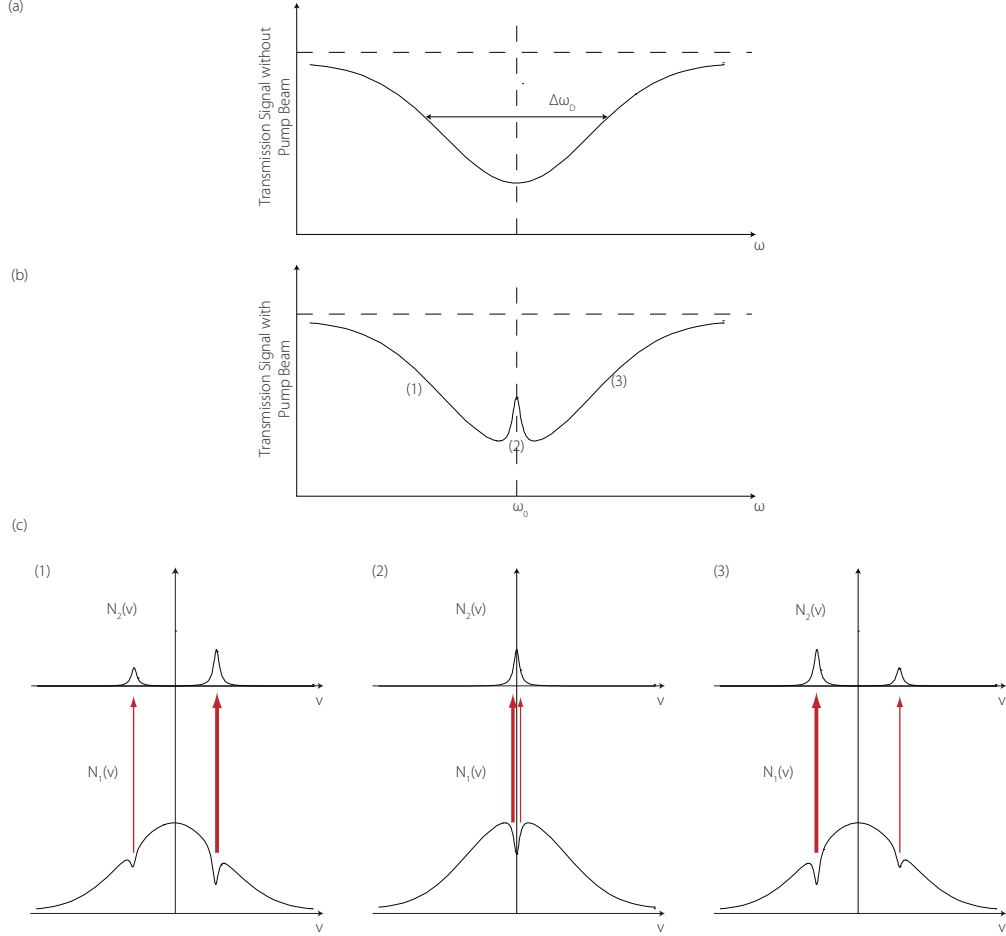 (a)
Transmission Signal without
Pump Beam
Δω_D
ω
(b)
Transmission Signal with
Pump Beam
(1)
(3)
(2)
ω_0
ω
(c)
(1)
(2)
(3)
N_2(v)
N_2(v)
N_2(v)
v
v
v
N_1(v)
N_1(v)
N_1(v)
v
v
v